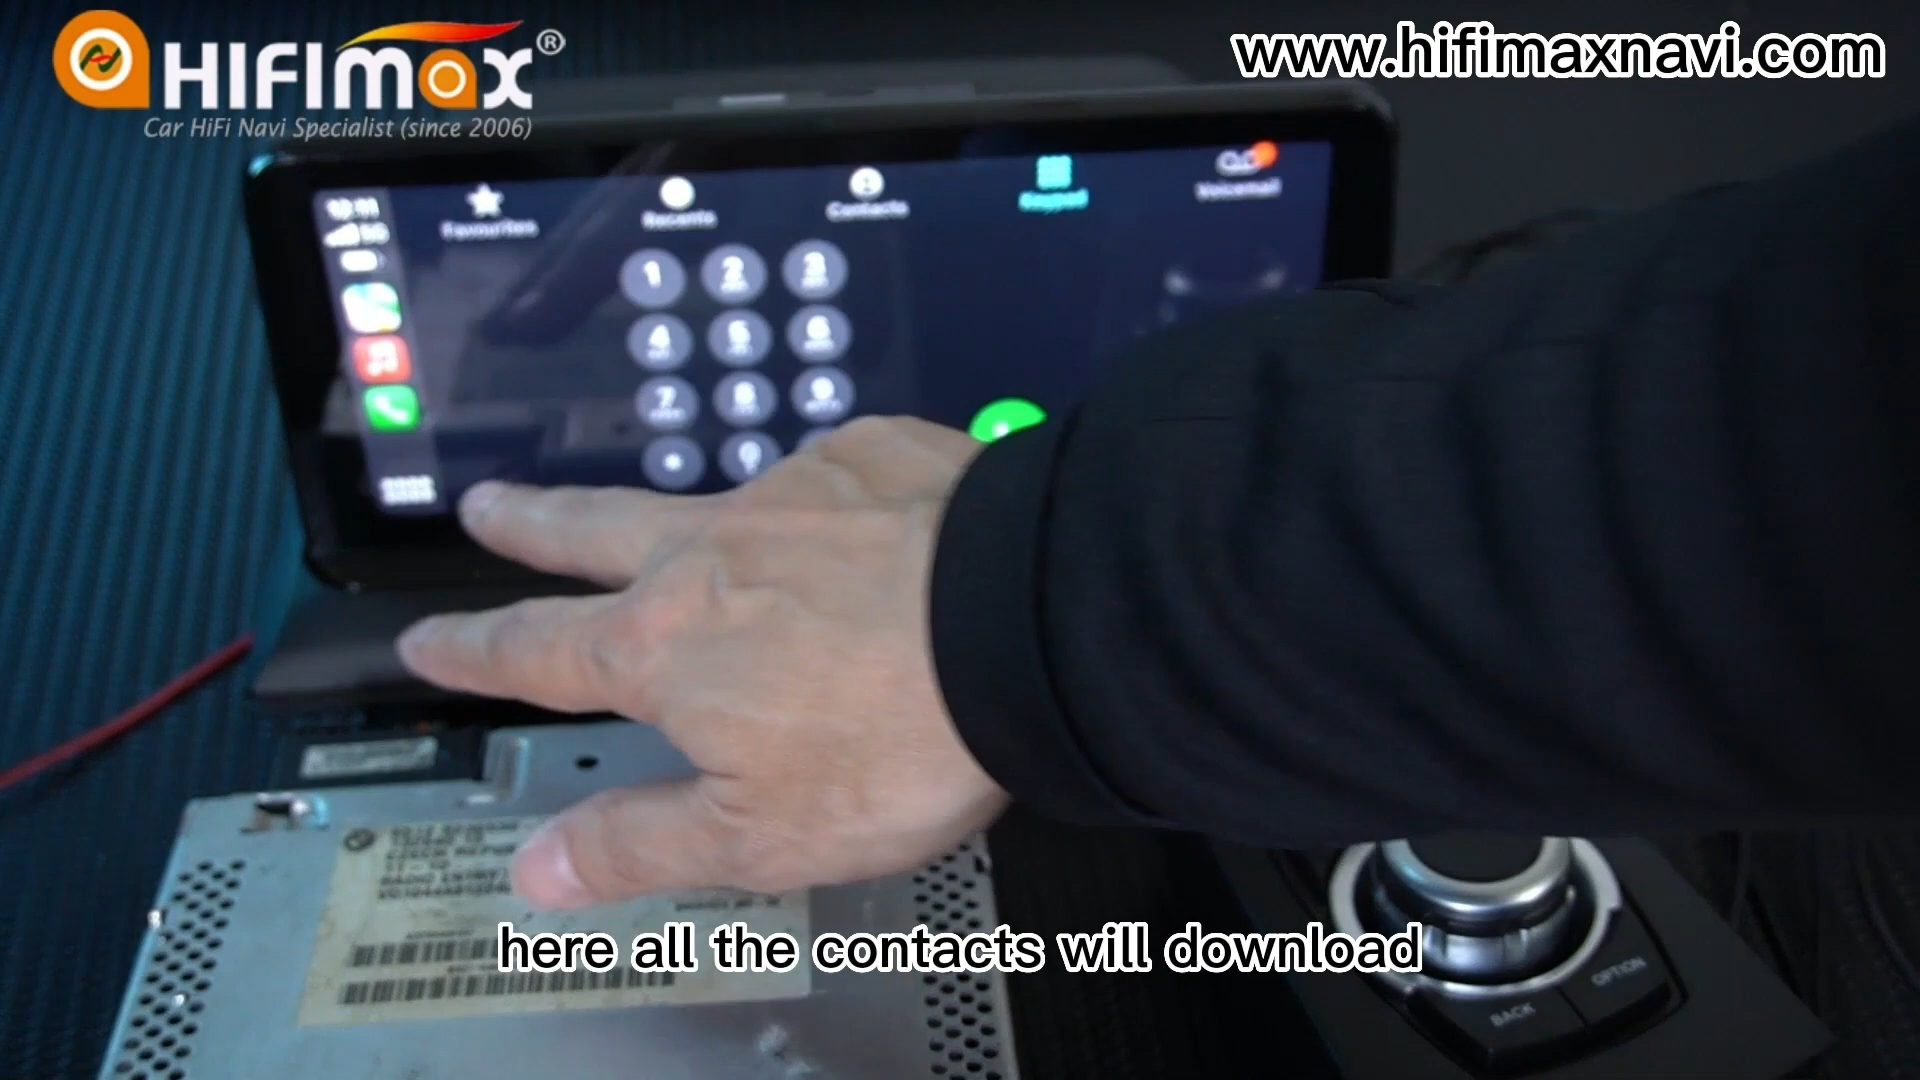 HIFIMAX®
Car HiFi Navi Specialist (since 2006)
www.hifimaxnavi.com
Favourites
Recents
Contacts
Keypad
Voicemail
1
2
3
4
5
6
7
8
9
*
BACK
OPTION
here all the contacts will download